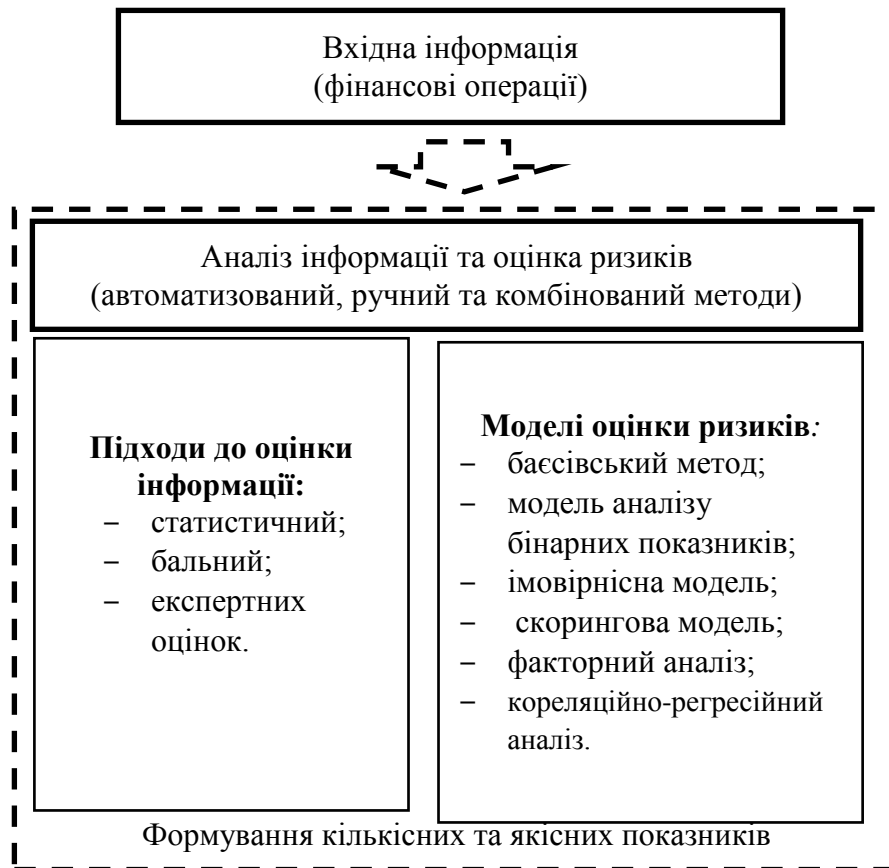 Вхідна інформація
(фінансові операції)
Аналіз інформації та оцінка ризиків
(автоматизований, ручний та комбінований методи)
Підходи до оцінки
інформації:
− статистичний;
− бальний;
− експертних
оцінок.
Моделі оцінки ризиків:
− баєсівський метод;
− модель аналізу
бінарних показників;
− імовірнісна модель;
− скорингова модель;
− факторний аналіз;
− кореляційно-регресійний
аналіз.
Формування кількісних та якісних показників